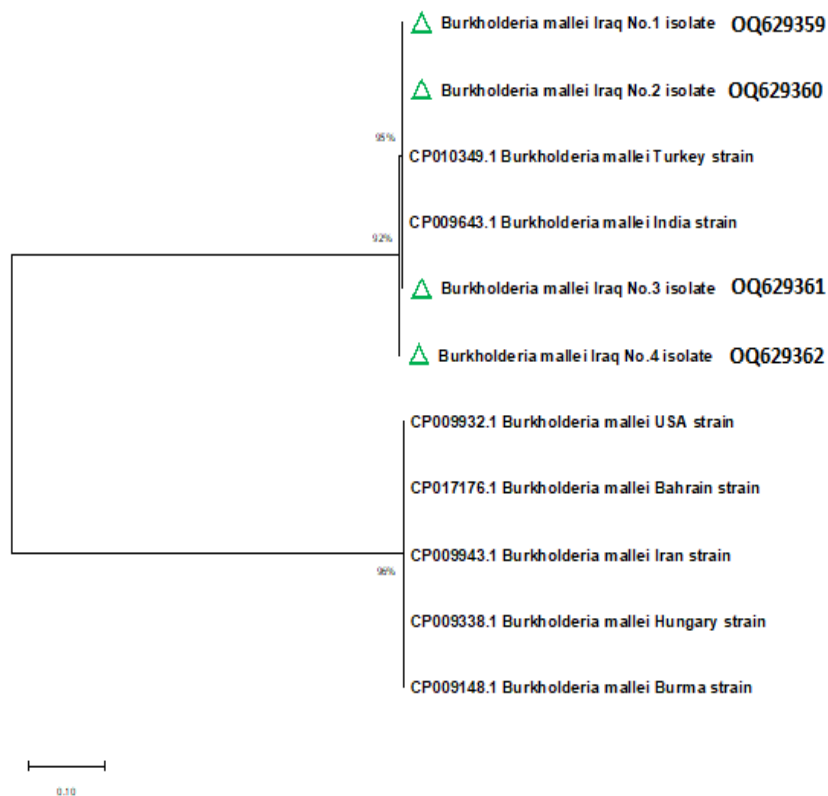 Burkholderia mallei Iraq No.1 isolate OQ629359
Burkholderia mallei Iraq No.2 isolate OQ629360
95%
CP010349.1 Burkholderia mallei Turkey strain
CP009643.1 Burkholderia mallei India strain
92%
Burkholderia mallei Iraq No.3 isolate OQ629361
Burkholderia mallei Iraq No.4 isolate OQ629362
CP009932.1 Burkholderia mallei USA strain
CP017176.1 Burkholderia mallei Bahrain strain
CP009943.1 Burkholderia mallei Iran strain
96%
CP009338.1 Burkholderia mallei Hungary strain
CP009148.1 Burkholderia mallei Burma strain
0.10